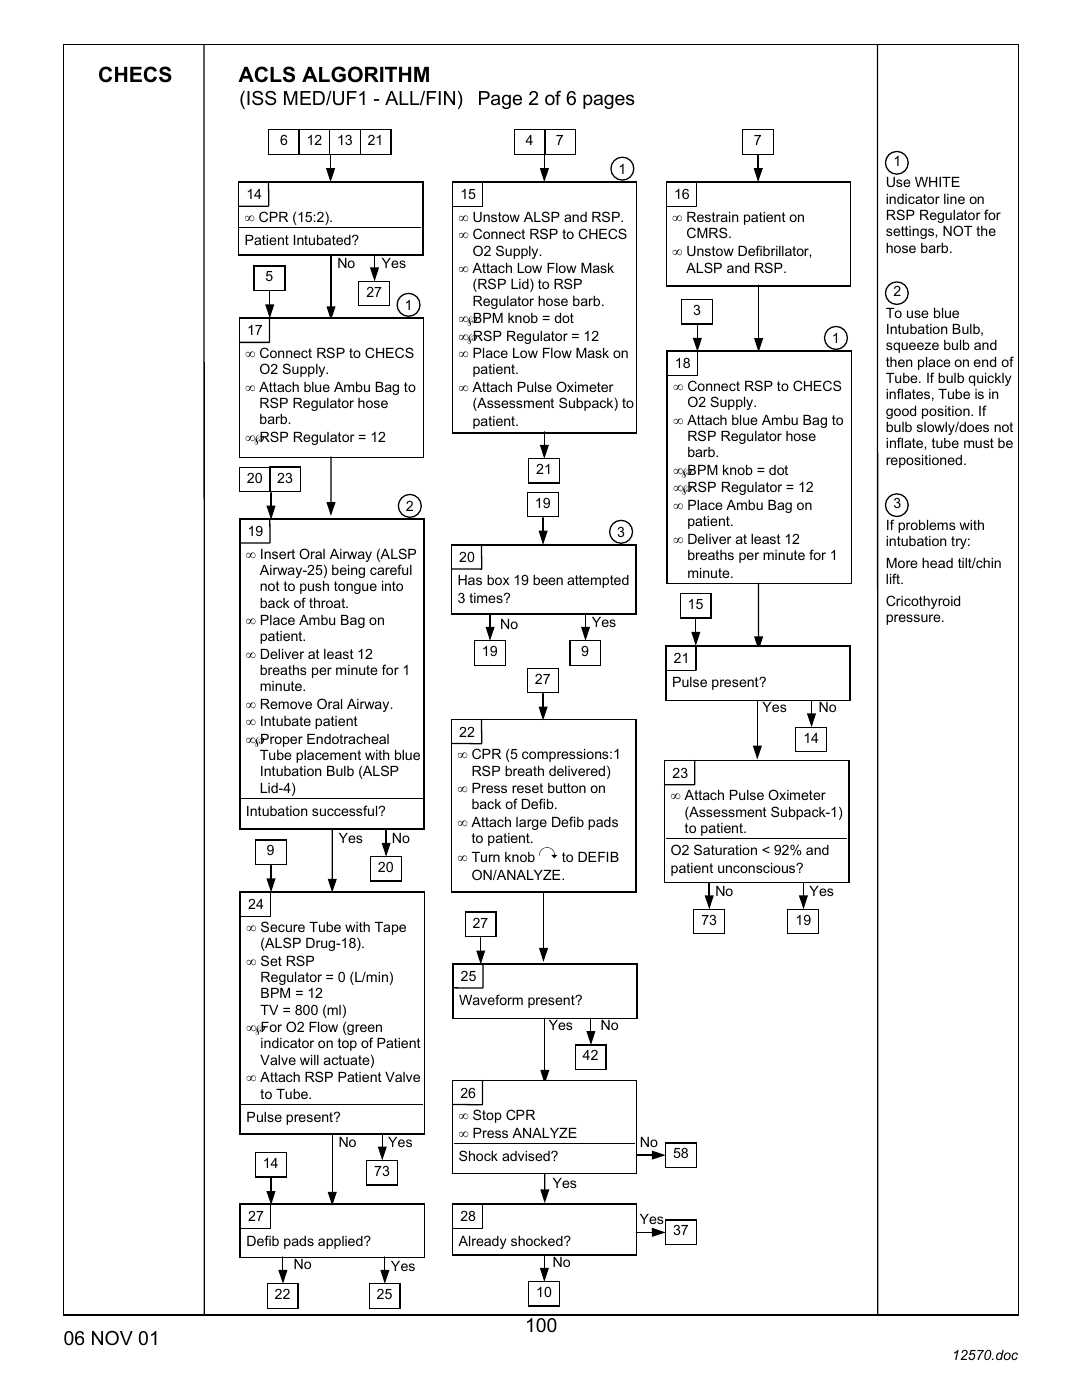 CHECS
ACLS ALGORITHM
(ISS MED/UF1 - ALL/FIN) Page 2 of 6 pages
6 12 13 21
14
∞ CPR (15:2).
Patient Intubated?
No Yes
27
5
1
17
∞ Connect RSP to CHECS
O2 Supply.
∞ Attach blue Ambu Bag to
RSP Regulator hose
barb.
∞℘RSP Regulator = 12
20 23
2
19
∞ Insert Oral Airway (ALSP
Airway-25) being careful
not to push tongue into
back of throat.
∞ Place Ambu Bag on
patient.
∞ Deliver at least 12
breaths per minute for 1
minute.
∞ Remove Oral Airway.
∞ Intubate patient
∞℘Proper Endotracheal
Tube placement with blue
Intubation Bulb (ALSP
Lid-4)
Intubation successful?
Yes No
20
9
24
∞ Secure Tube with Tape
(ALSP Drug-18).
∞ Set RSP
Regulator = 0 (L/min)
BPM = 12
TV = 800 (ml)
∞℘For O2 Flow (green
indicator on top of Patient
Valve will actuate)
∞ Attach RSP Patient Valve
to Tube.
Pulse present?
No Yes
73
14
27
Defib pads applied?
No Yes
22 25
4 7
1
15
∞ Unstow ALSP and RSP.
∞ Connect RSP to CHECS
O2 Supply.
∞ Attach Low Flow Mask
(RSP Lid) to RSP
Regulator hose barb.
∞℘BPM knob = dot
∞℘RSP Regulator = 12
∞ Place Low Flow Mask on
patient.
∞ Attach Pulse Oximeter
(Assessment Subpack) to
patient.
21
19
3
20
Has box 19 been attempted
3 times?
No Yes
19 9
27
22
∞ CPR (5 compressions:1
RSP breath delivered)
∞ Press reset button on
back of Defib.
∞ Attach large Defib pads
to patient.
∞ Turn knob to DEFIB
ON/ANALYZE.
27
25
Waveform present?
Yes No
42
26
∞ Stop CPR
∞ Press ANALYZE
Shock advised?
No
58
Yes
28
Already shocked?
Yes
37
No
10
7
16
∞ Restrain patient on
CMRS.
∞ Unstow Defibrillator,
ALSP and RSP.
3
1
18
∞ Connect RSP to CHECS
O2 Supply.
∞ Attach blue Ambu Bag to
RSP Regulator hose
barb.
∞℘BPM knob = dot
∞℘RSP Regulator = 12
∞ Place Ambu Bag on
patient.
∞ Deliver at least 12
breaths per minute for 1
minute.
15
21
Pulse present?
Yes No
14
23
∞ Attach Pulse Oximeter
(Assessment Subpack-1)
to patient.
O2 Saturation < 92% and
patient unconscious?
No Yes
73 19
1
Use WHITE
indicator line on
RSP Regulator for
settings, NOT the
hose barb.
2
To use blue
Intubation Bulb,
squeeze bulb and
then place on end of
Tube. If bulb quickly
inflates, Tube is in
good position. If
bulb slowly/does not
inflate, tube must be
repositioned.
3
If problems with
intubation try:
More head tilt/chin
lift.
Cricothyroid
pressure.
100
06 NOV 01
12570.doc